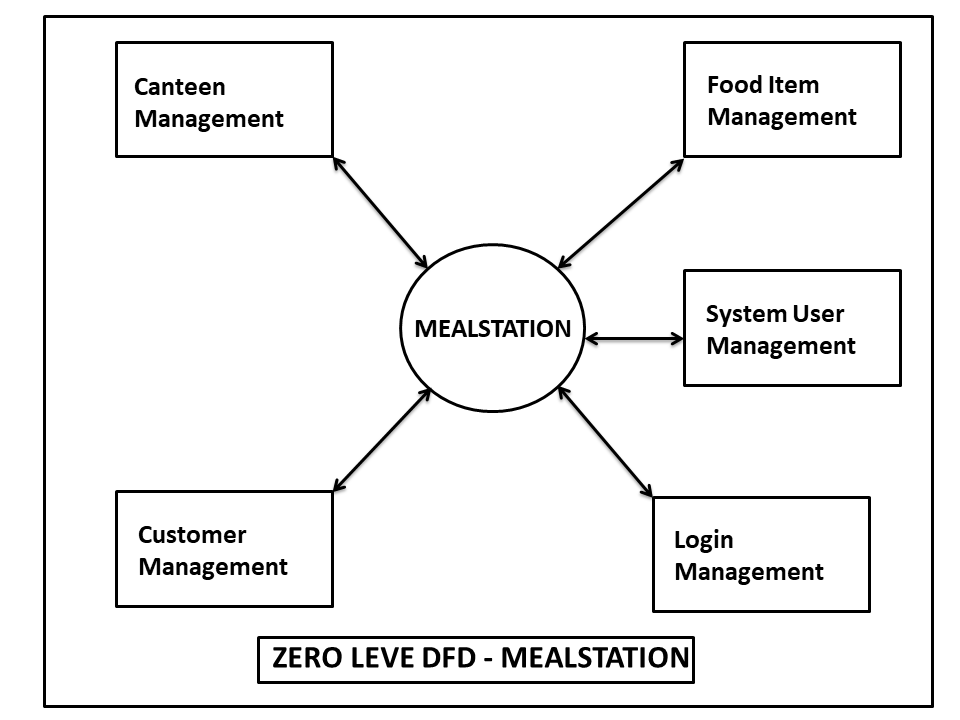 Canteen
Management
Food Item
Management
MEALSTATION
System User
Management
Customer
Management
Login
Management
ZERO LEVE DFD - MEALSTATION